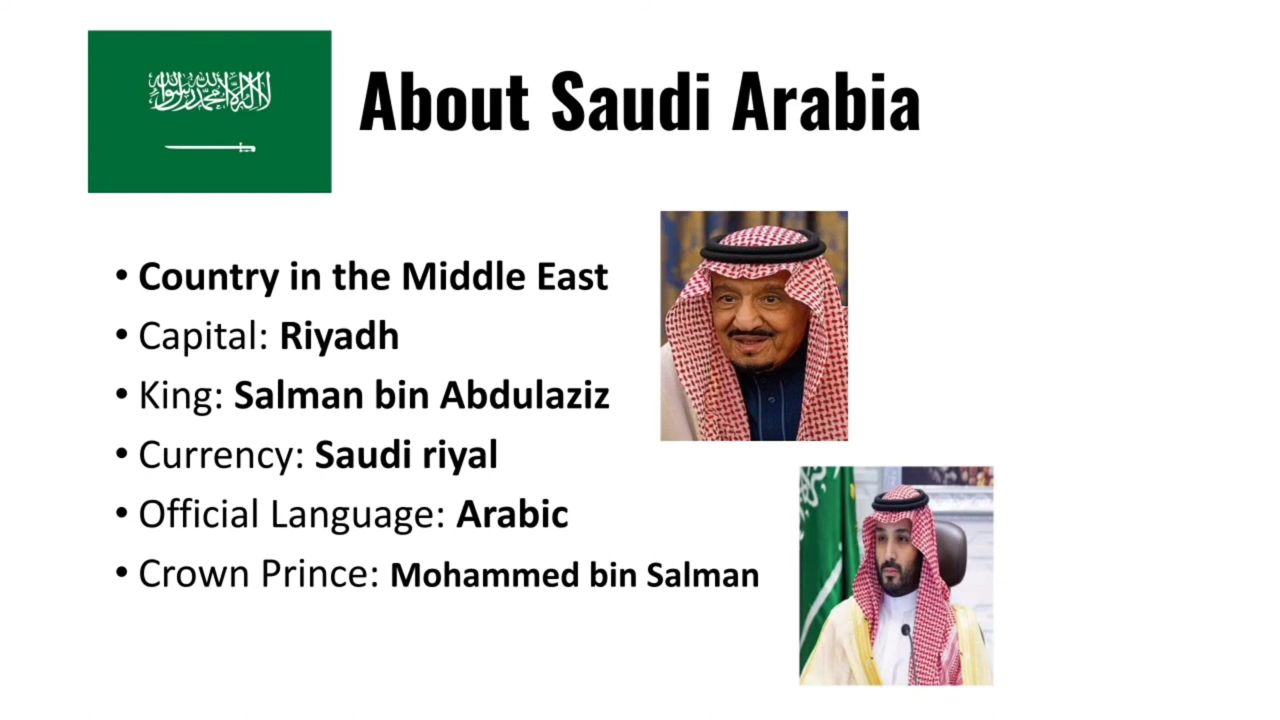 لا إله إلا الله محمد رسول الله
About Saudi Arabia
• Country in the Middle East
• Capital: Riyadh
• King: Salman bin Abdulaziz
• Currency: Saudi riyal
• Official Language: Arabic
• Crown Prince: Mohammed bin Salman